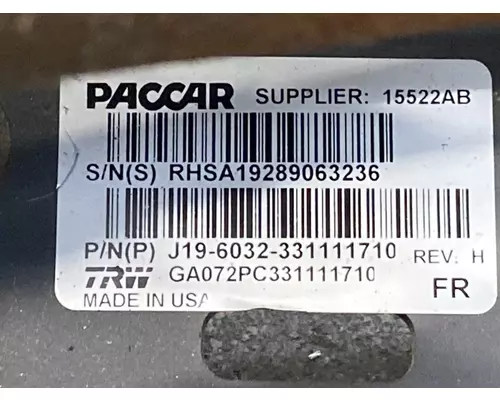 PACCAR SUPPLIER: 15522AB
S/N(S) RHSA19289063236
P/N(P) J19-6032-331111710 REV: H
TRW GA072PC331111710 FR
MADE IN USA